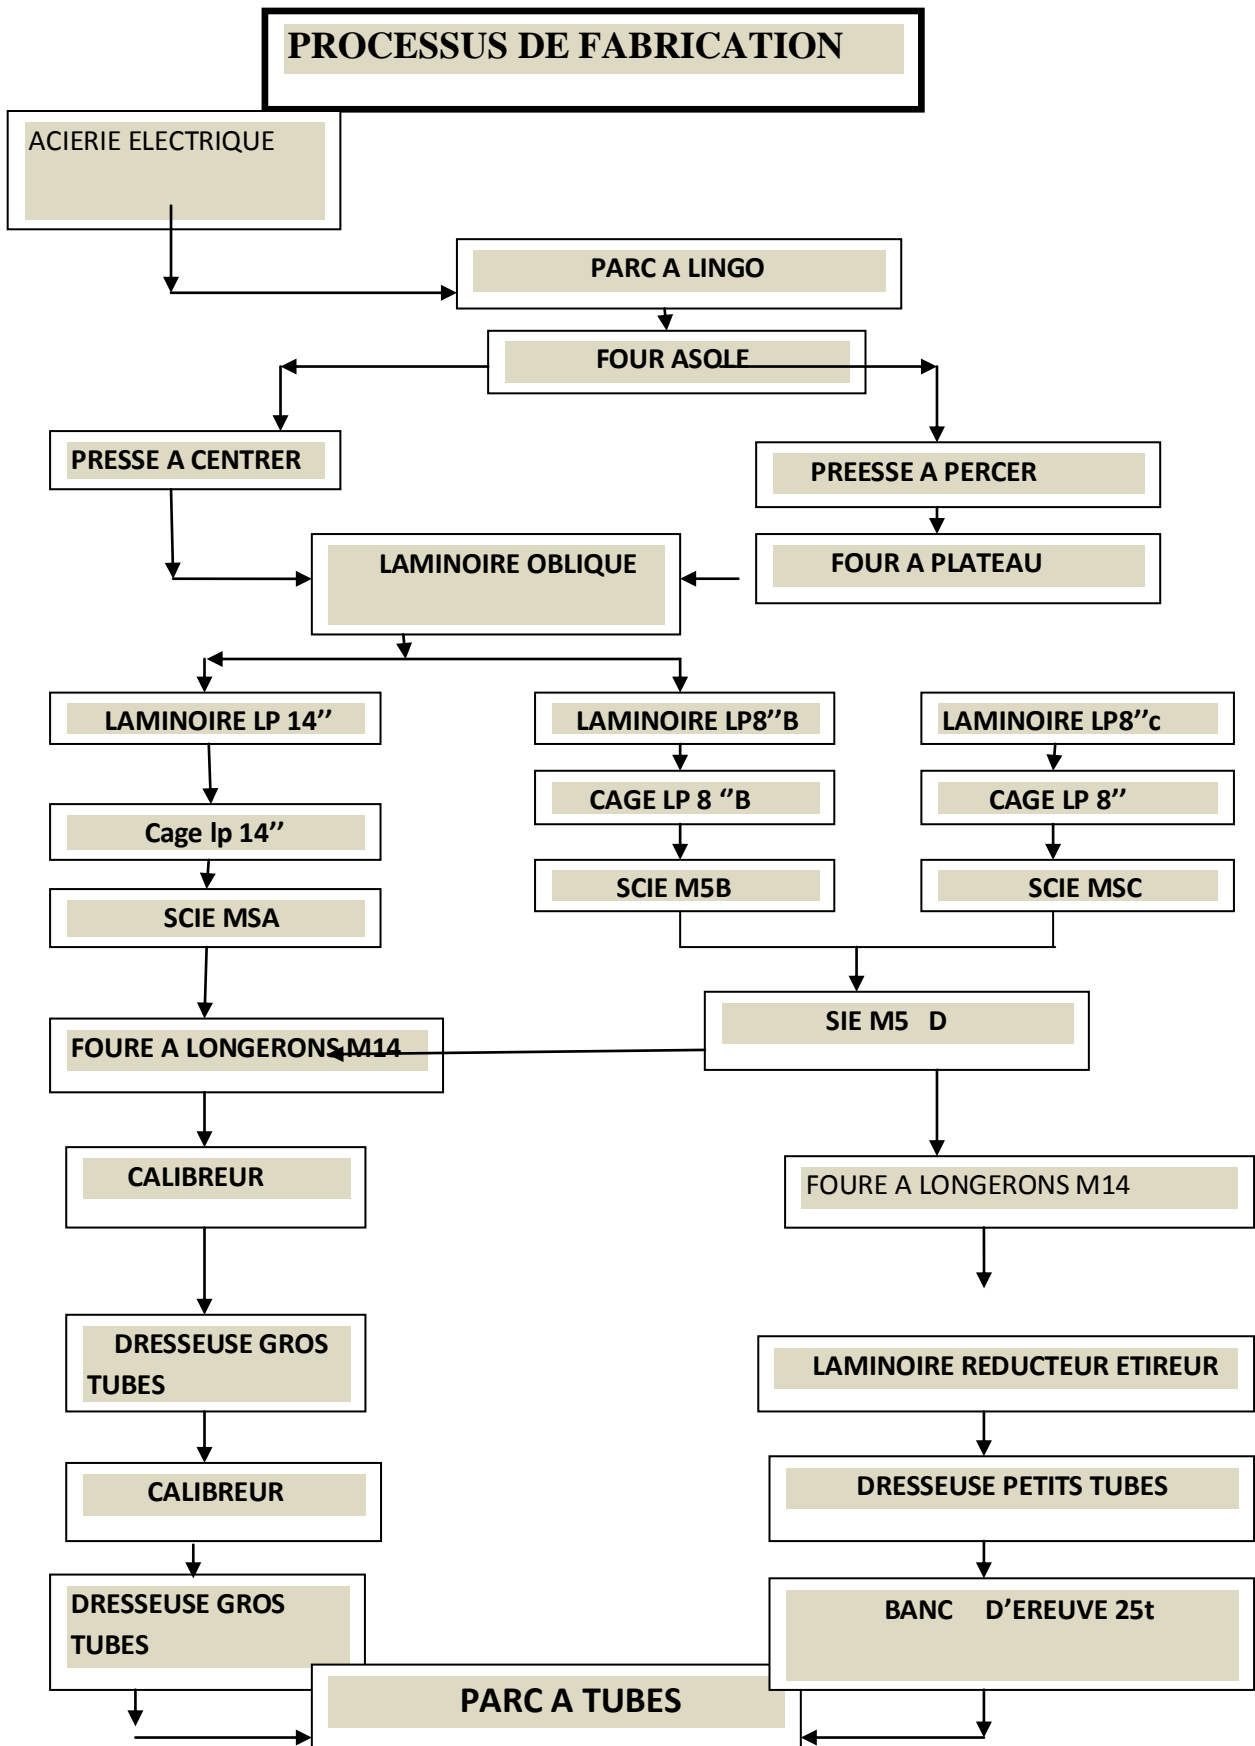 PROCESSUS DE FABRICATION
ACIERIE ELECTRIQUE
PARC A LINGO
FOUR ASOLE
PRESSE A CENTRER
PREESSE A PERCER
LAMINOIRE OBLIQUE
FOUR A PLATEAU
LAMINOIRE LP 14’’
LAMINOIRE LP8’’B
LAMINOIRE LP8’’c
CAGE LP 8 ‘’B
CAGE LP 8’’
Cage lp 14’’
SCIE M5B
SCIE MSC
SCIE MSA
SIE M5 D
FOURE A LONGERONS M14
CALIBREUR
FOURE A LONGERONS M14
DRESSEUSE GROS
TUBES
LAMINOIRE REDUCTEUR ETIREUR
CALIBREUR
DRESSEUSE PETITS TUBES
DRESSEUSE GROS
TUBES
BANC D’EREUVE 25t
PARC A TUBES